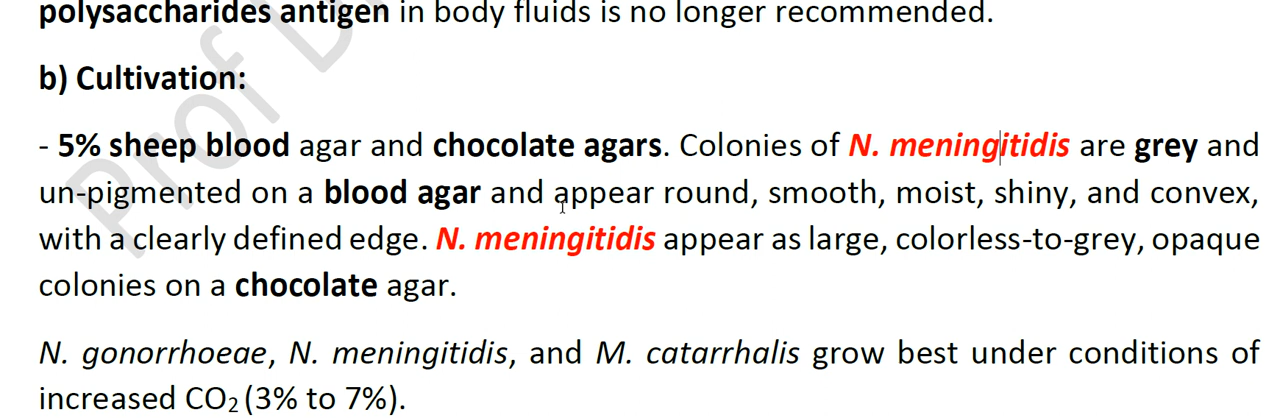 polysaccharides antigen in body fluids is no longer recommended.
b) Cultivation:
- 5% sheep blood agar and chocolate agars. Colonies of N. meningitidis are grey and
un-pigmented on a blood agar and appear round, smooth, moist, shiny, and convex,
with a clearly defined edge. N. meningitidis appear as large, colorless-to-grey, opaque
colonies on a chocolate agar.
N. gonorrhoeae, N. meningitidis, and M. catarrhalis grow best under conditions of
increased CO₂ (3% to 7%).
Prof